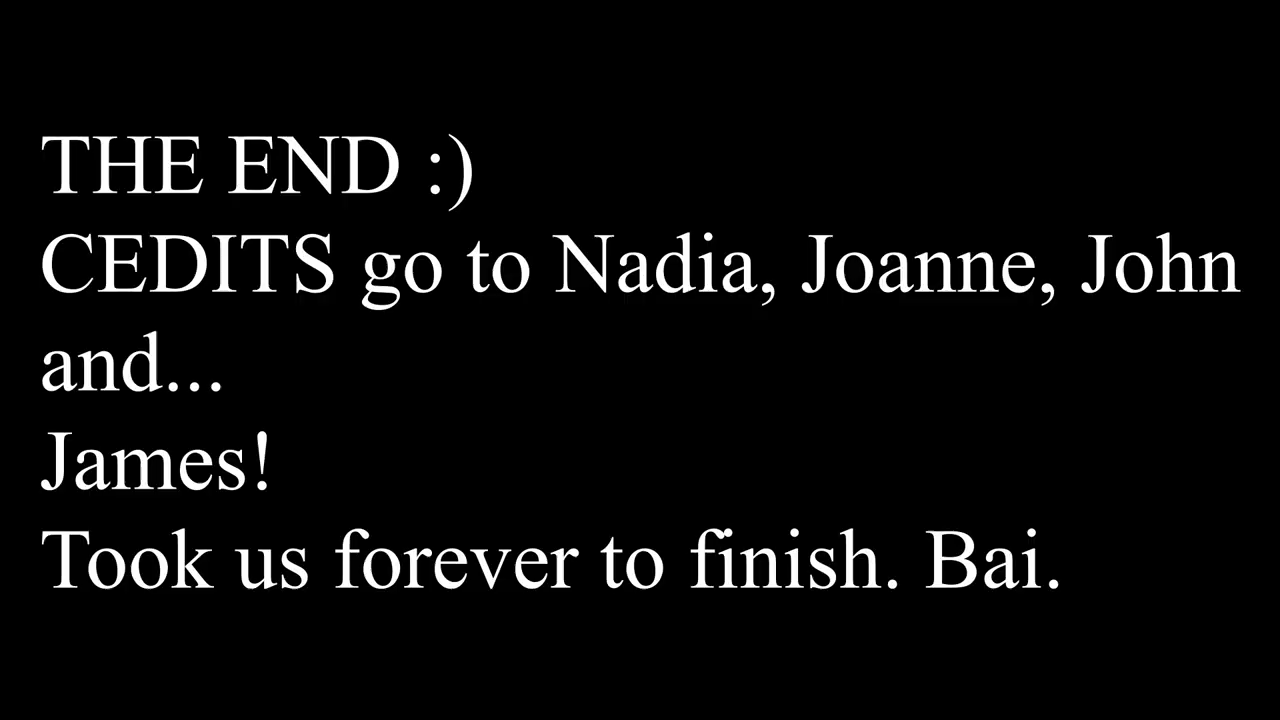 THE END :)
CEDITS go to Nadia, Joanne, John
and...
James!
Took us forever to finish. Bai.